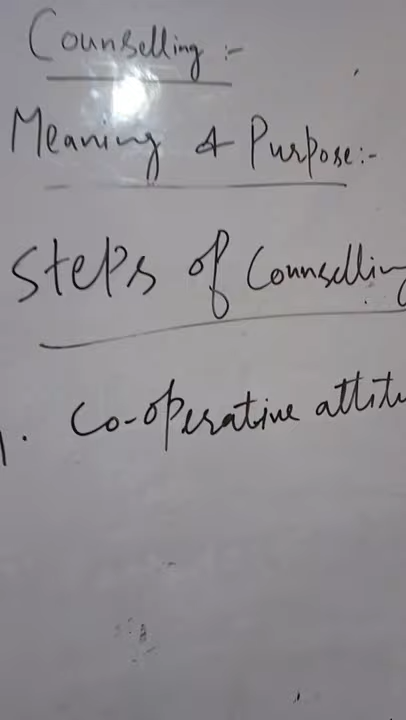 Counselling :-
Meaning & Purpose:-
Steps of Counselling
1. Co-operative attitu